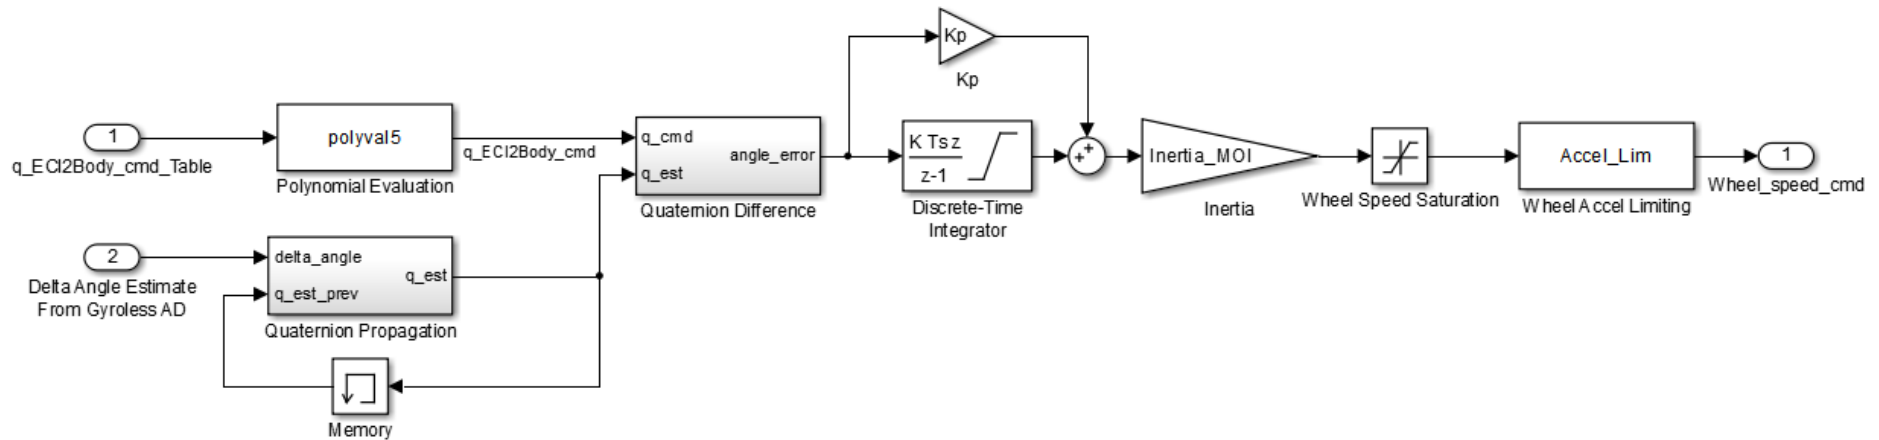 1
q_ECI2Body_cmd_Table
polyval5
Polynomial Evaluation
q_ECI2Body_cmd
2
Delta Angle Estimate
From Gyroless AD
delta_angle
q_est_prev
q_est
Quaternion Propagation
Memory
q_cmd
q_est
angle_error
Quaternion Difference
Kp
Kp
K Ts z
z-1
Discrete-Time
Integrator
++
Inertia_MOI
Inertia
Wheel Speed Saturation
Accel_Lim
Wheel Accel Limiting
1
Wheel_speed_cmd